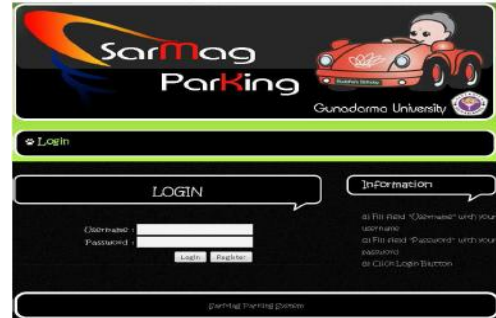 SarMag
Parking
Gunadarma University
Login
LOGIN
Username :
Password :
Login Register
Information
a) Fill field "Username" with your
username
a) Fill field "Password" with your
password
a) Click Login Button
SarMag Parking System